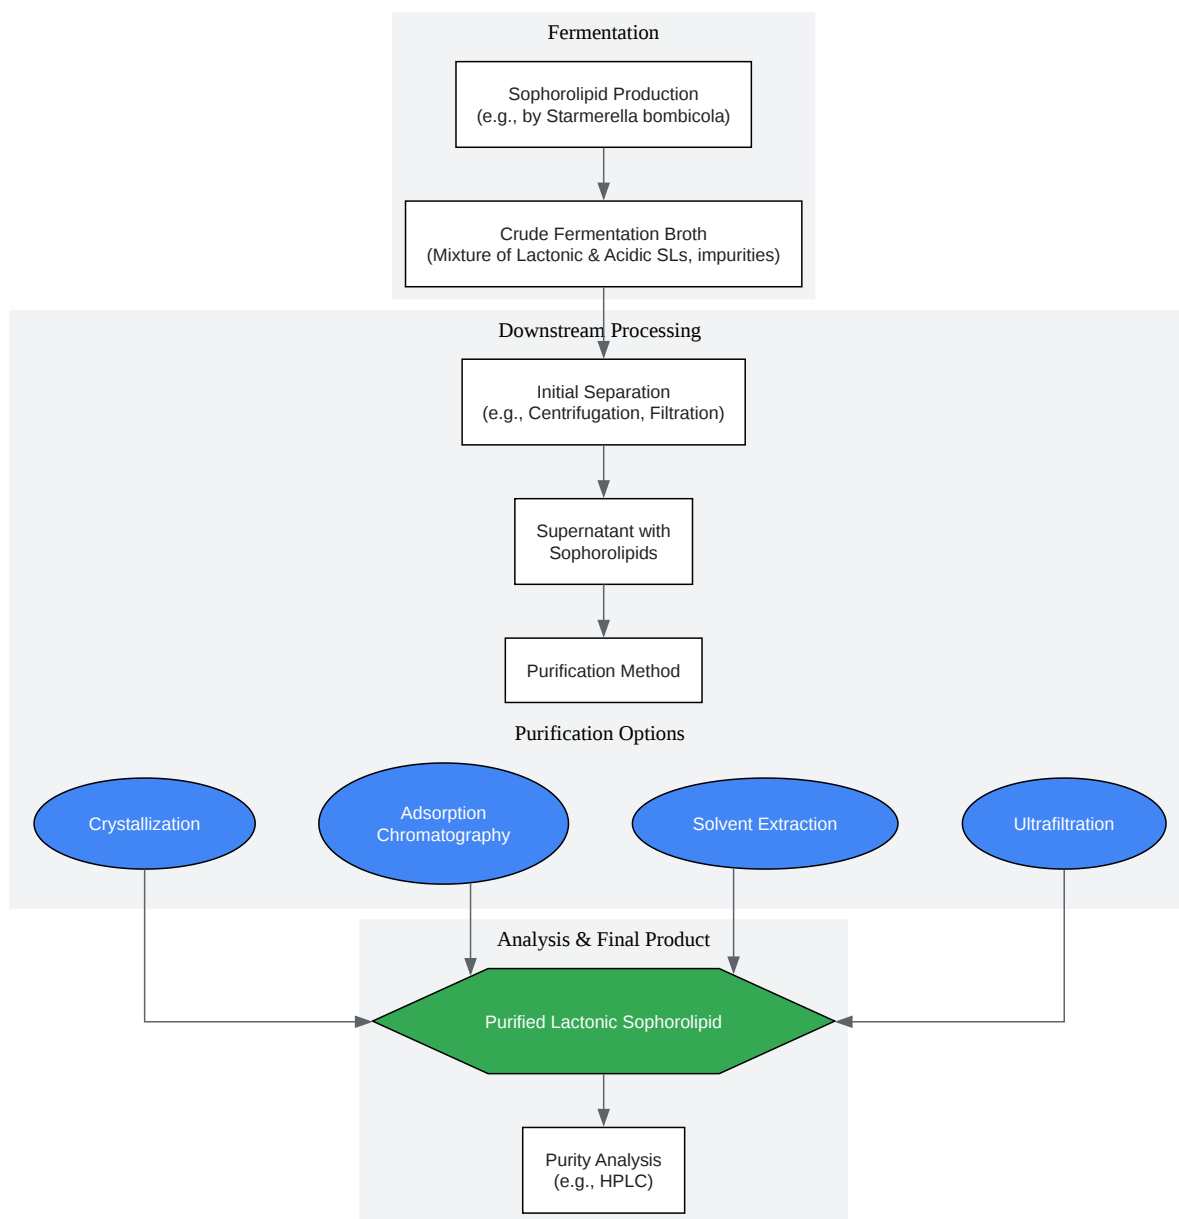 Fermentation
Sophorolipid Production
(e.g., by Starmerella bombicola)
Crude Fermentation Broth
(Mixture of Lactonic & Acidic SLs, impurities)
Downstream Processing
Initial Separation
(e.g., Centrifugation, Filtration)
Supernatant with
Sophorolipids
Purification Method
Purification Options
Crystallization
Adsorption
Chromatography
Solvent Extraction
Ultrafiltration
Analysis & Final Product
Purified Lactonic Sophorolipid
Purity Analysis
(e.g., HPLC)